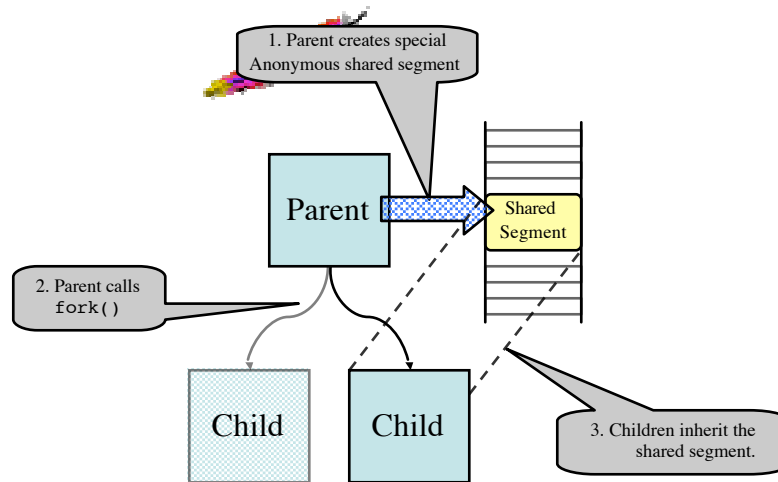 1. Parent creates special
Anonymous shared segment
Parent
Shared
Segment
2. Parent calls
fork()
Child
Child
3. Children inherit the
shared segment.